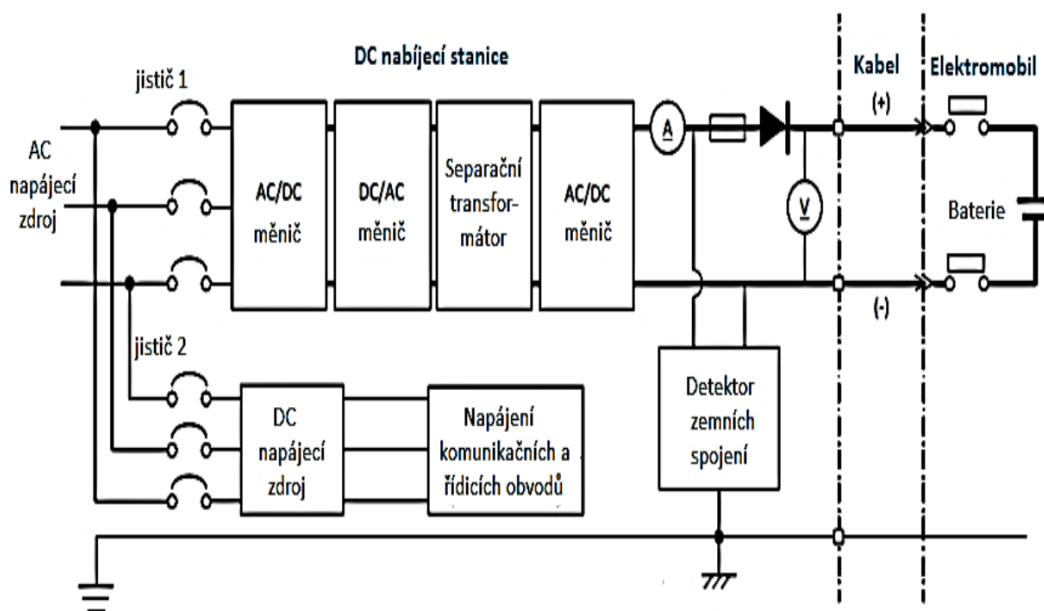 DC nabíjecí stanice
Kabel
Elektromobil
jistič 1
(+)
AC
napájecí
zdroj
AC/DC
měnič
DC/AC
měnič
Separační
transfor-
mátor
AC/DC
měnič
A
V
Baterie
(-)
jistič 2
DC
napájecí
zdroj
Napájení
komunikačních a
řídicích obvodů
Detektor
zemních
spojení